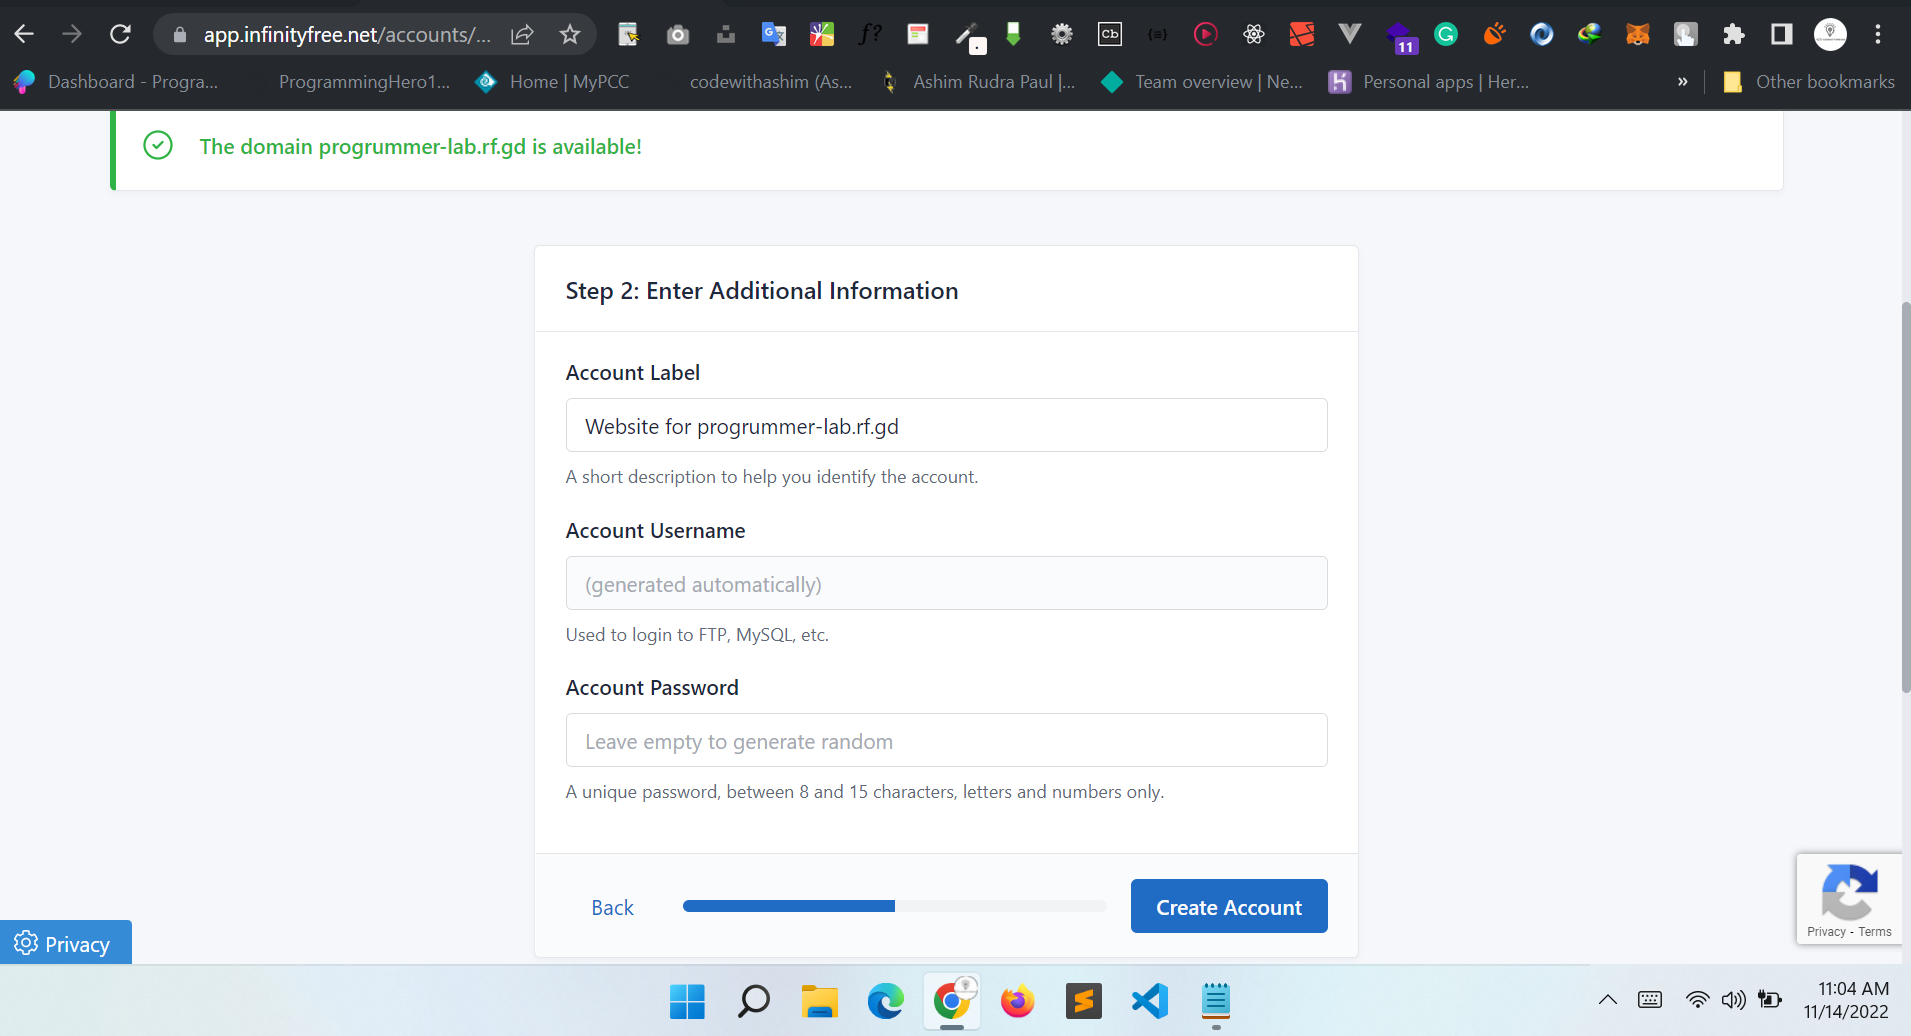 app.infinityfree.net/accounts/...
f?
Cb
{≡}
11
Dashboard - Progra...
ProgrammingHero1...
Home | MyPCC
codewithashim (As...
Ashim Rudra Paul |...
Team overview | Ne...
Personal apps | Her...
»
Other bookmarks
The domain progrummer-lab.rf.gd is available!
Step 2: Enter Additional Information
Account Label
Website for progrummer-lab.rf.gd
A short description to help you identify the account.
Account Username
(generated automatically)
Used to login to FTP, MySQL, etc.
Account Password
Leave empty to generate random
A unique password, between 8 and 15 characters, letters and numbers only.
Back
Create Account
Privacy - Terms
Privacy
11:04 AM
11/14/2022